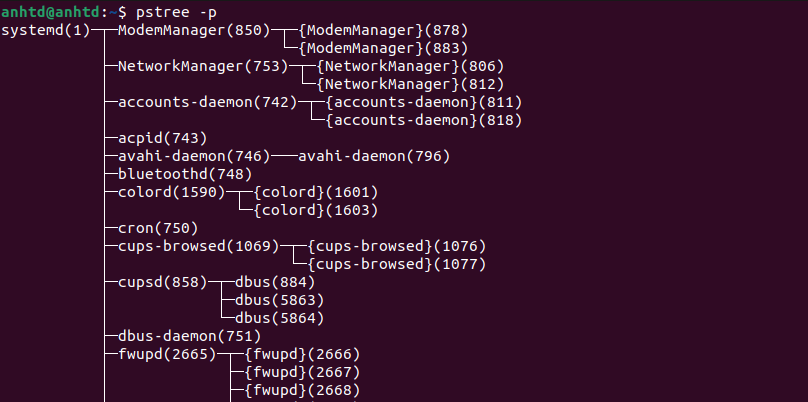 anhtd@anhtd:~$ pstree -p
systemd(1)─┬─ModemManager(850)─┬─{ModemManager}(878)
           │                   └─{ModemManager}(883)
           ├─NetworkManager(753)─┬─{NetworkManager}(806)
           │                     └─{NetworkManager}(812)
           ├─accounts-daemon(742)─┬─{accounts-daemon}(811)
           │                      └─{accounts-daemon}(818)
           ├─acpid(743)
           ├─avahi-daemon(746)───avahi-daemon(796)
           ├─bluetoothd(748)
           ├─colord(1590)─┬─{colord}(1601)
           │              └─{colord}(1603)
           ├─cron(750)
           ├─cups-browsed(1069)─┬─{cups-browsed}(1076)
           │                    └─{cups-browsed}(1077)
           ├─cupsd(858)─┬─dbus(884)
           │            ├─dbus(5863)
           │            └─dbus(5864)
           ├─dbus-daemon(751)
           ├─fwupd(2665)─┬─{fwupd}(2666)
           │             ├─{fwupd}(2667)
           │             ├─{fwupd}(2668)